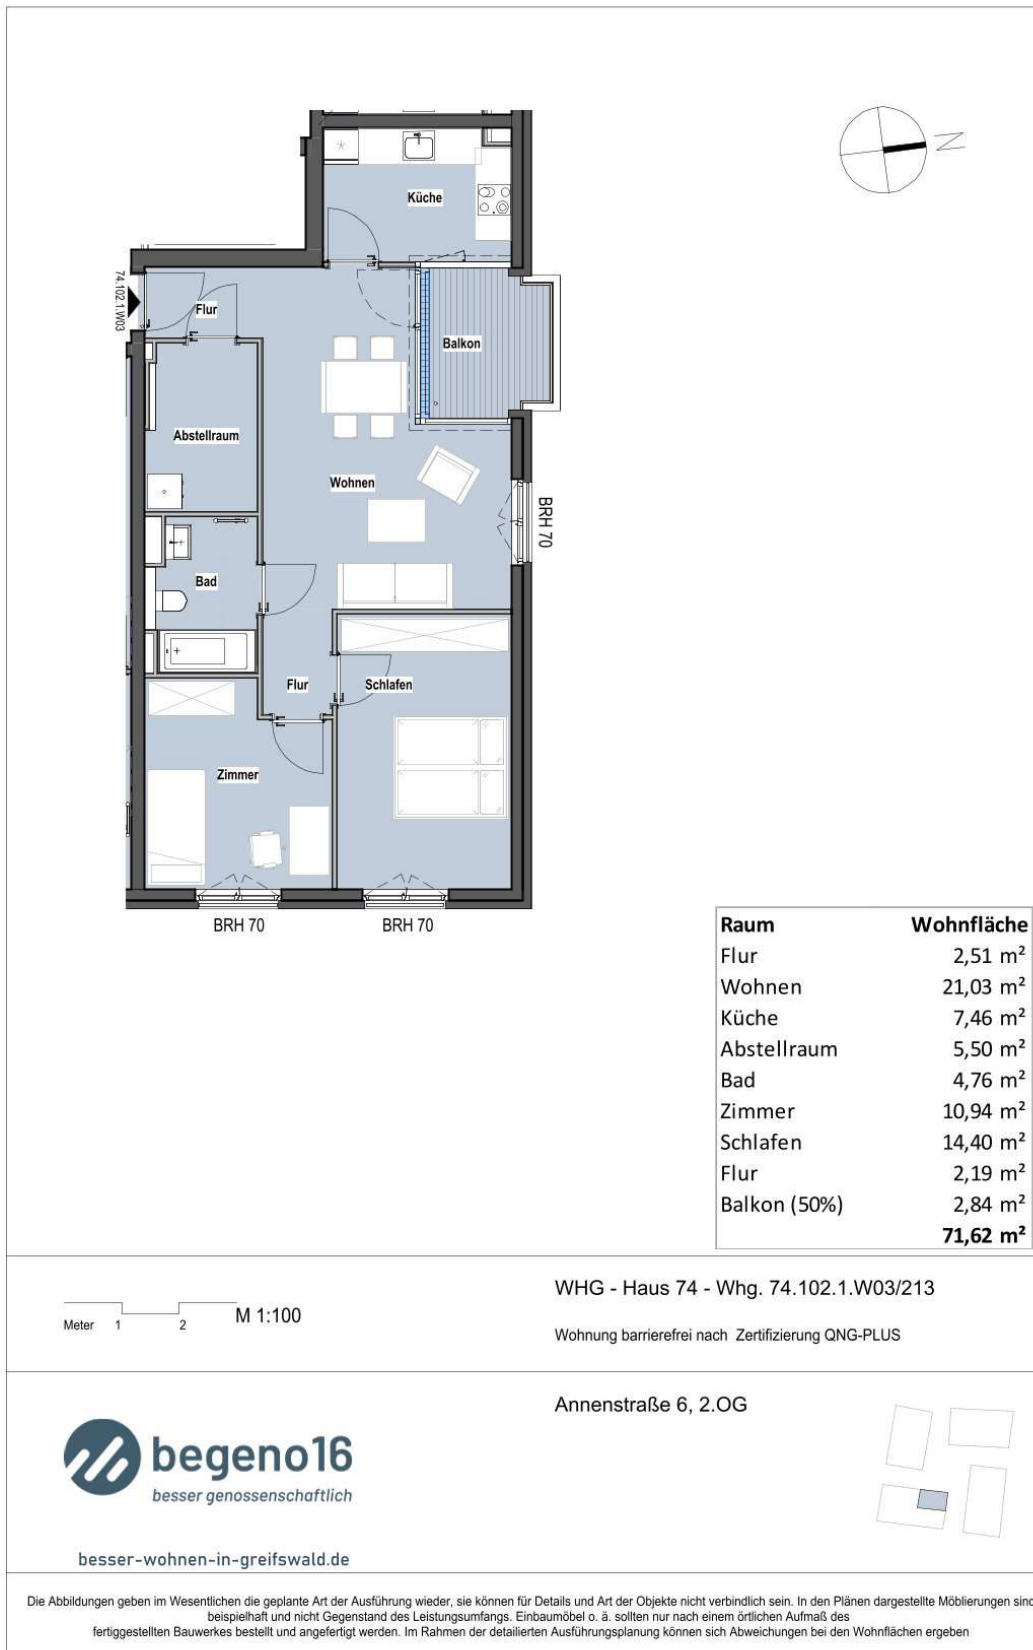 N
Küche
74.102.1.W03
Flur
Balkon
Abstellraum
Wohnen
BRH 70
Bad
Flur
Schlafen
Zimmer
BRH 70
BRH 70
Raum Wohnfläche
Flur 2,51 m²
Wohnen 21,03 m²
Küche 7,46 m²
Abstellraum 5,50 m²
Bad 4,76 m²
Zimmer 10,94 m²
Schlafen 14,40 m²
Flur 2,19 m²
Balkon (50%) 2,84 m²
71,62 m²
Meter 1 2 M 1:100
WHG - Haus 74 - Whg. 74.102.1.W03/213
Wohnung barrierefrei nach Zertifizierung QNG-PLUS
Annenstraße 6, 2.OG
begeno16
besser genossenschaftlich
besser-wohnen-in-greifswald.de
Die Abbildungen geben im Wesentlichen die geplante Art der Ausführung wieder, sie können für Details und Art der Objekte nicht verbindlich sein. In den Plänen dargestellte Möblierungen sind
beispielhaft und nicht Gegenstand des Leistungsumfangs. Einbaumöbel o. ä. sollten nur nach einem örtlichen Aufmaß des
fertiggestellten Bauwerkes bestellt und angefertigt werden. Im Rahmen der detailierten Ausführungsplanung können sich Abweichungen bei den Wohnflächen ergeben